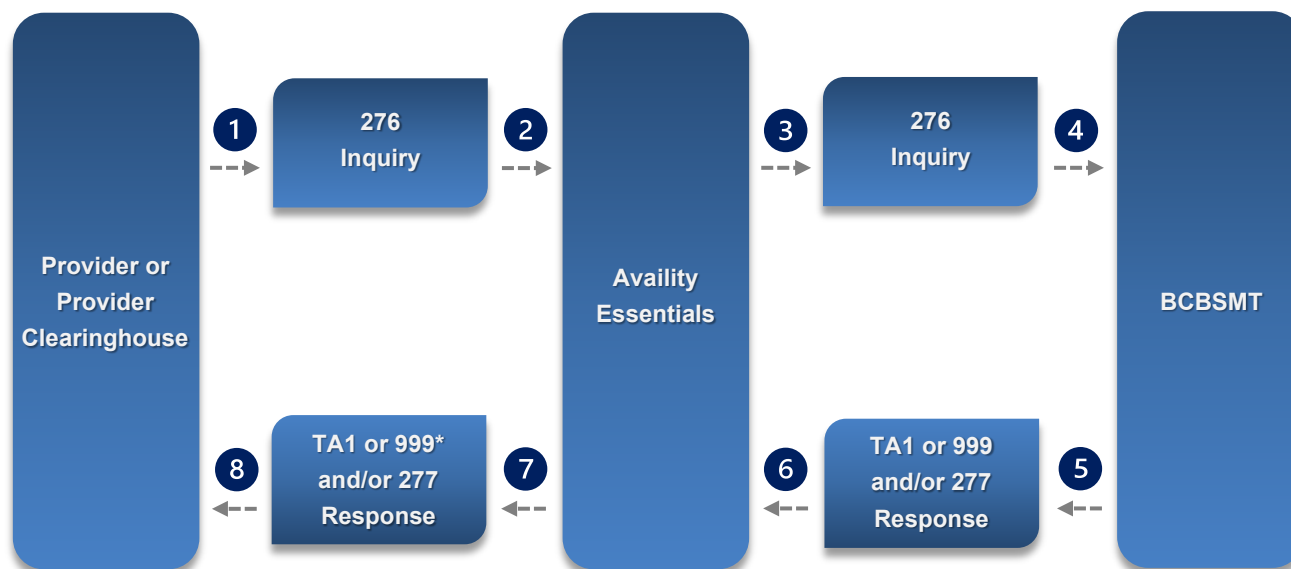 1
276
Inquiry
2
3
276
Inquiry
4
Provider or
Provider
Clearinghouse
Availity
Essentials
BCBSMT
8
TA1 or 999*
and/or 277
Response
7
6
TA1 or 999
and/or 277
Response
5